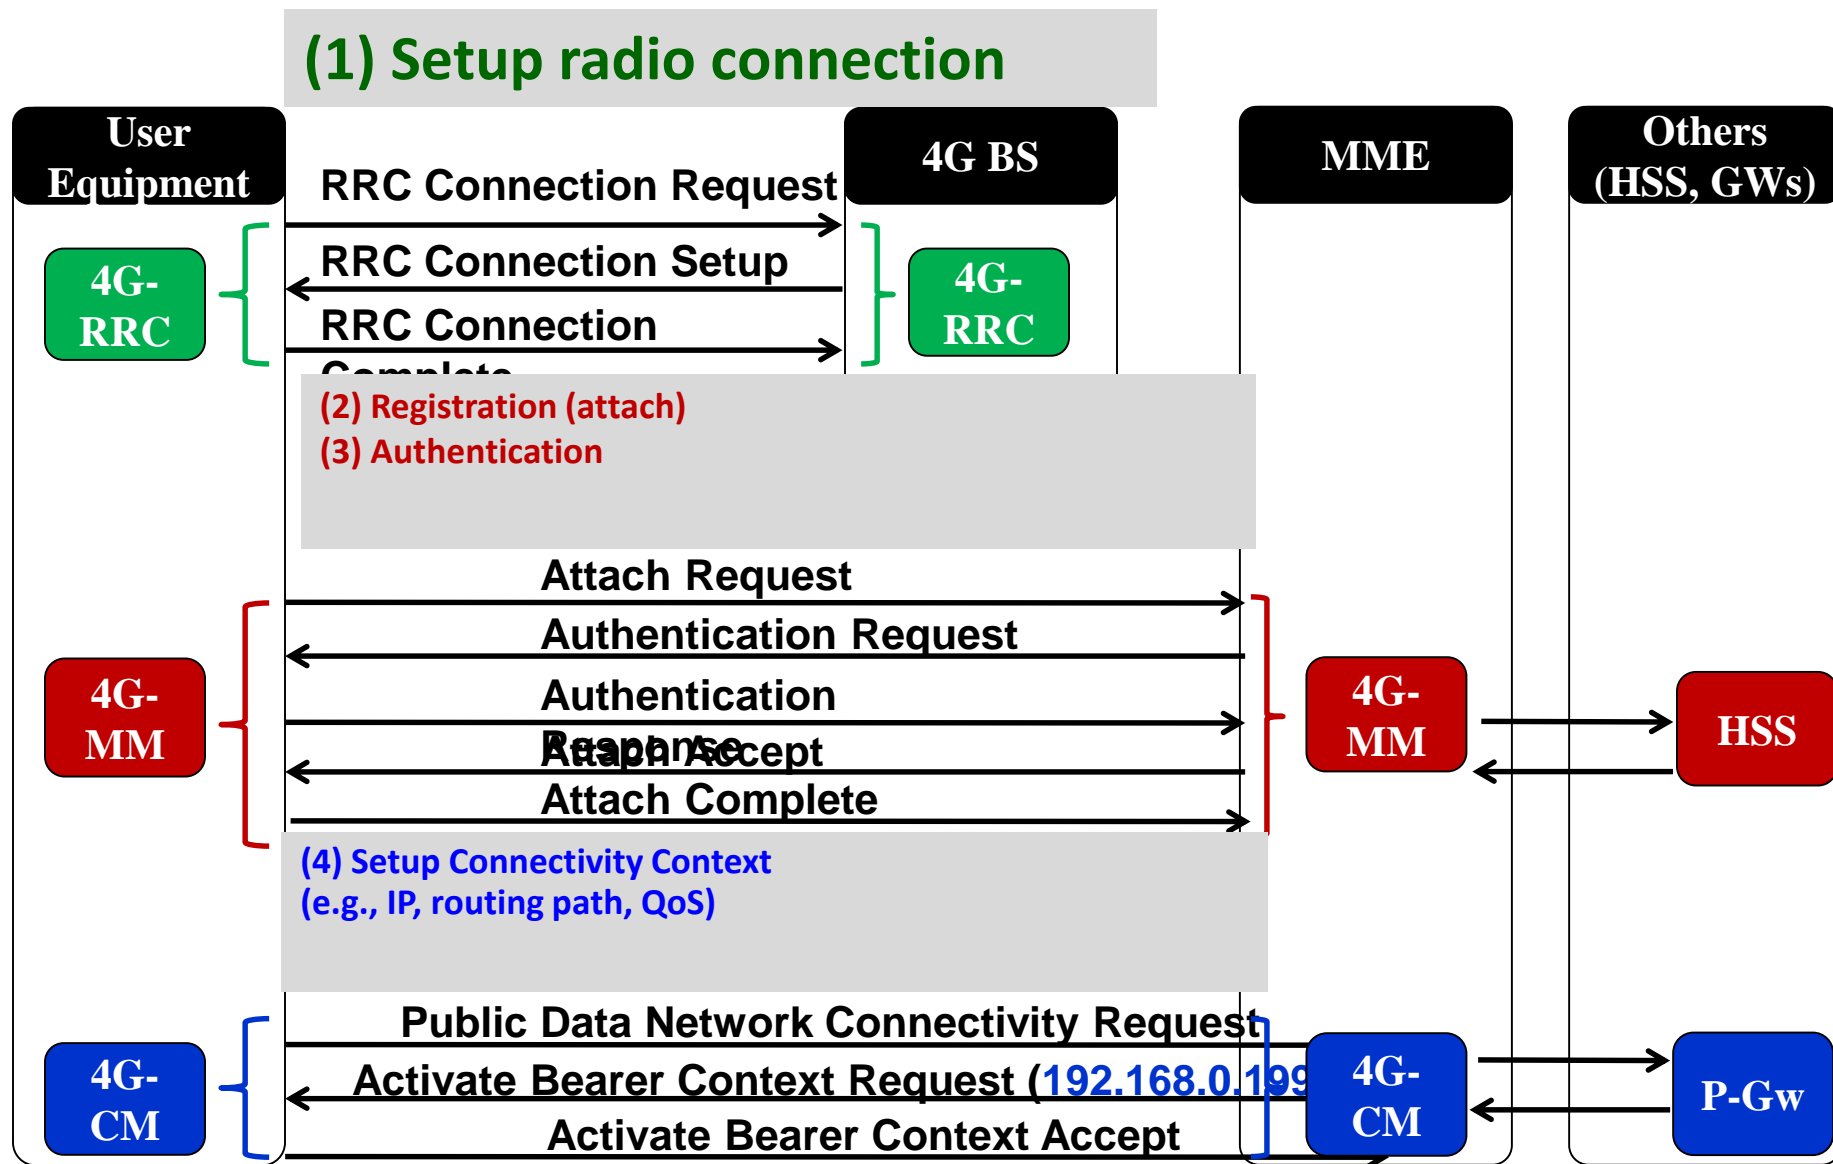 (1) Setup radio connection
User
Equipment
4G BS
MME
Others
(HSS, GWs)
RRC Connection Request
RRC Connection Setup
RRC Connection
Complete
4G-
RRC
4G-
RRC
(2) Registration (attach)
(3) Authentication
Attach Request
Authentication Request
Authentication
Response
Attach Accept
Attach Complete
4G-
MM
4G-
MM
HSS
(4) Setup Connectivity Context
(e.g., IP, routing path, QoS)
Public Data Network Connectivity Request
Activate Bearer Context Request (192.168.0.199
Activate Bearer Context Accept
4G-
CM
4G-
CM
P-Gw